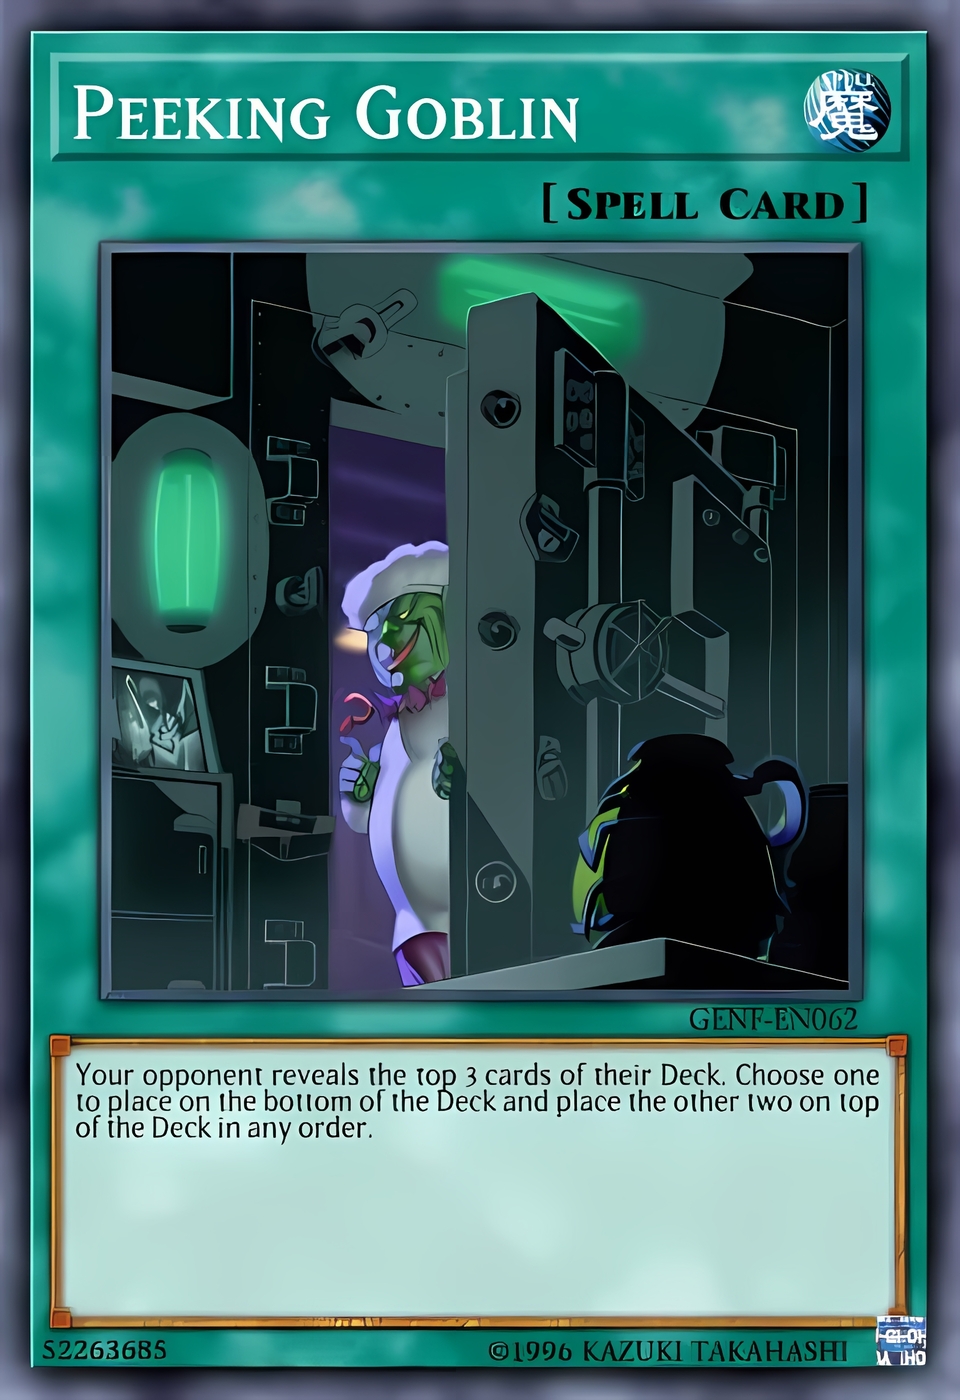 PEEKING GOBLIN
魔
[SPELL CARD]
GENF-EN062
Your opponent reveals the top 3 cards of their Deck. Choose one
to place on the bottom of the Deck and place the other two on top
of the Deck in any order.
52263685
©1996 KAZUKI TAKAHASHI